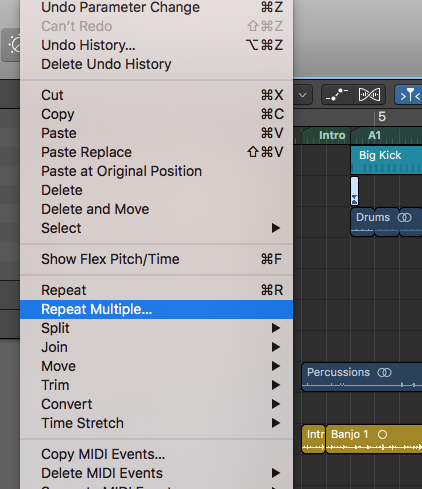 Undo Parameter Change ⌘Z
Can't Redo ⇧⌘Z
Undo History... ⌥⌘Z
Delete Undo History
Cut ⌘X
Copy ⌘C
Paste ⌘V
Paste Replace ⇧⌘V
Paste at Original Position
Delete
Delete and Move
Select
Show Flex Pitch/Time ⌘F
Repeat ⌘R
Repeat Multiple...
Split
Join
Move
Trim
Convert
Time Stretch
Copy MIDI Events...
Delete MIDI Events
5
Intro A1
Big Kick
Drums
Percussions
Intr Banjo 1